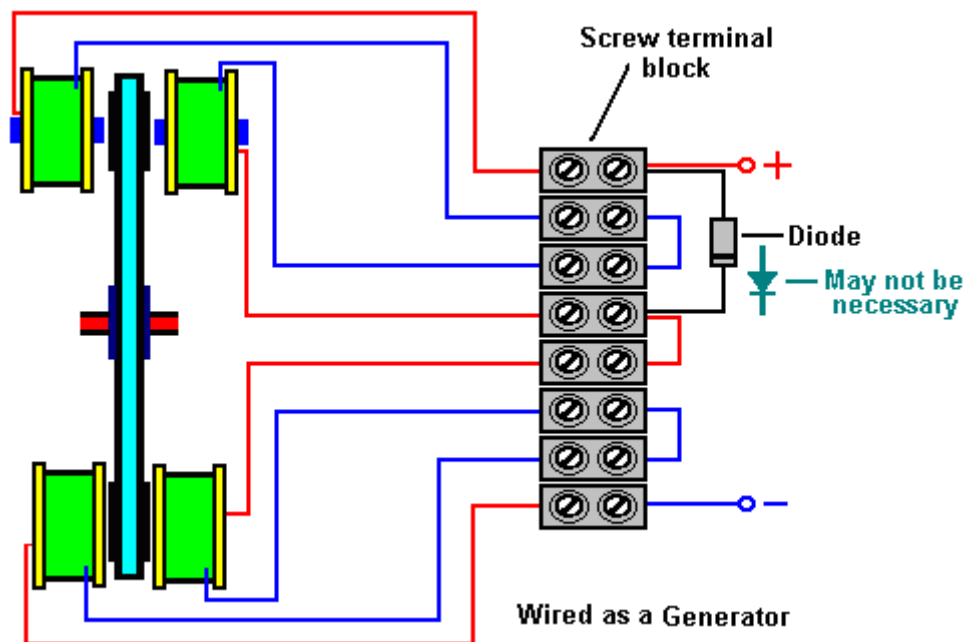 Screw terminal
block
+
Diode
May not be
necessary
-
Wired as a Generator